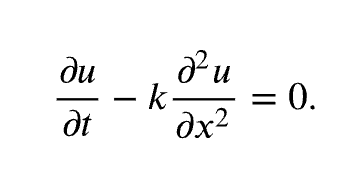 ∂u/∂t − k ∂²u/∂x² = 0.